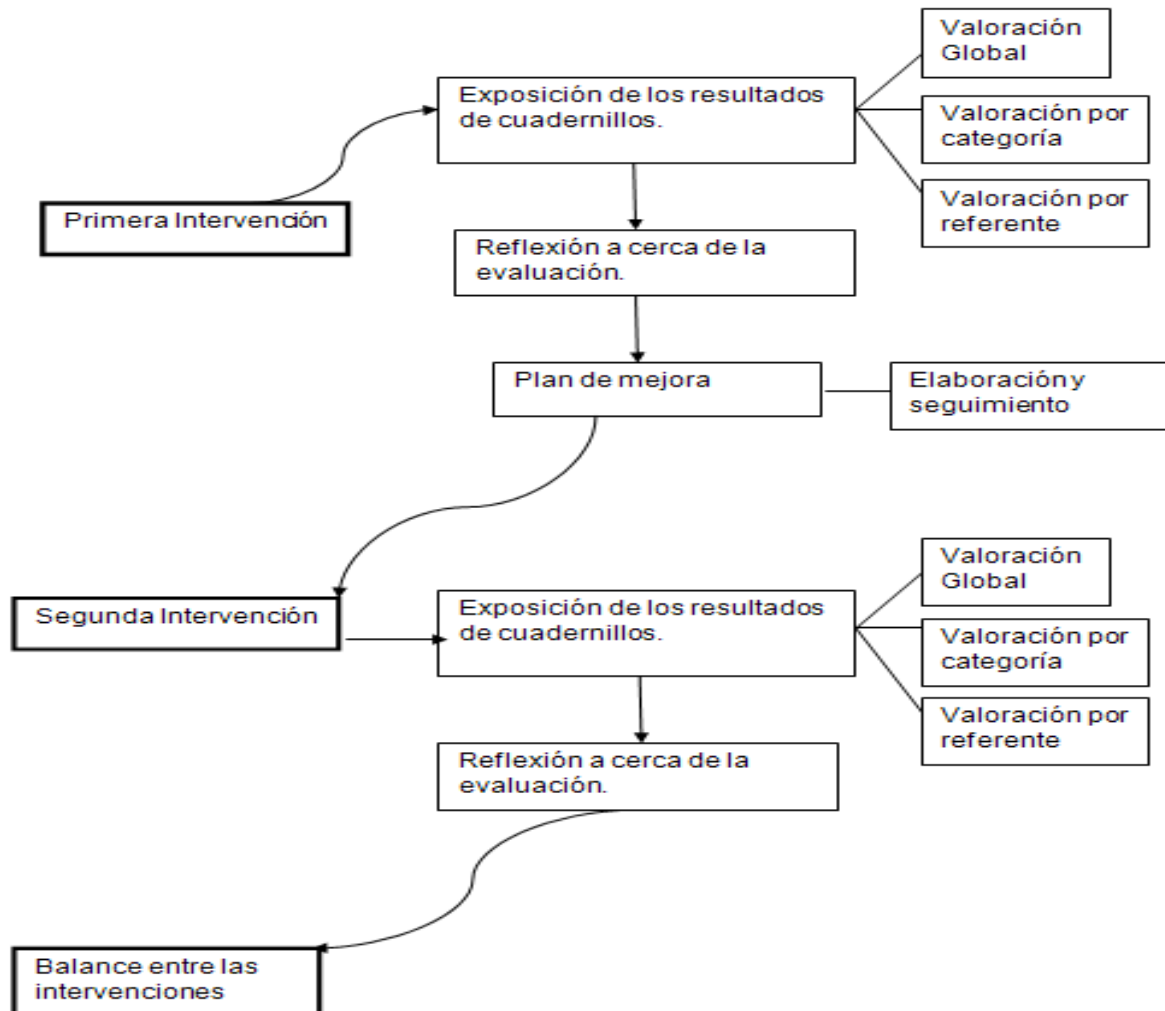 Valoración
Global
Exposición de los resultados
de cuadernillos.
Valoración por
categoría
Primera Intervención
Valoración por
referente
Reflexión a cerca de la
evaluación.
Plan de mejora
Elaboración y
seguimiento
Valoración
Global
Segunda Intervención
Exposición de los resultados
de cuadernillos.
Valoración por
categoría
Valoración por
referente
Reflexión a cerca de la
evaluación.
Balance entre las
intervenciones